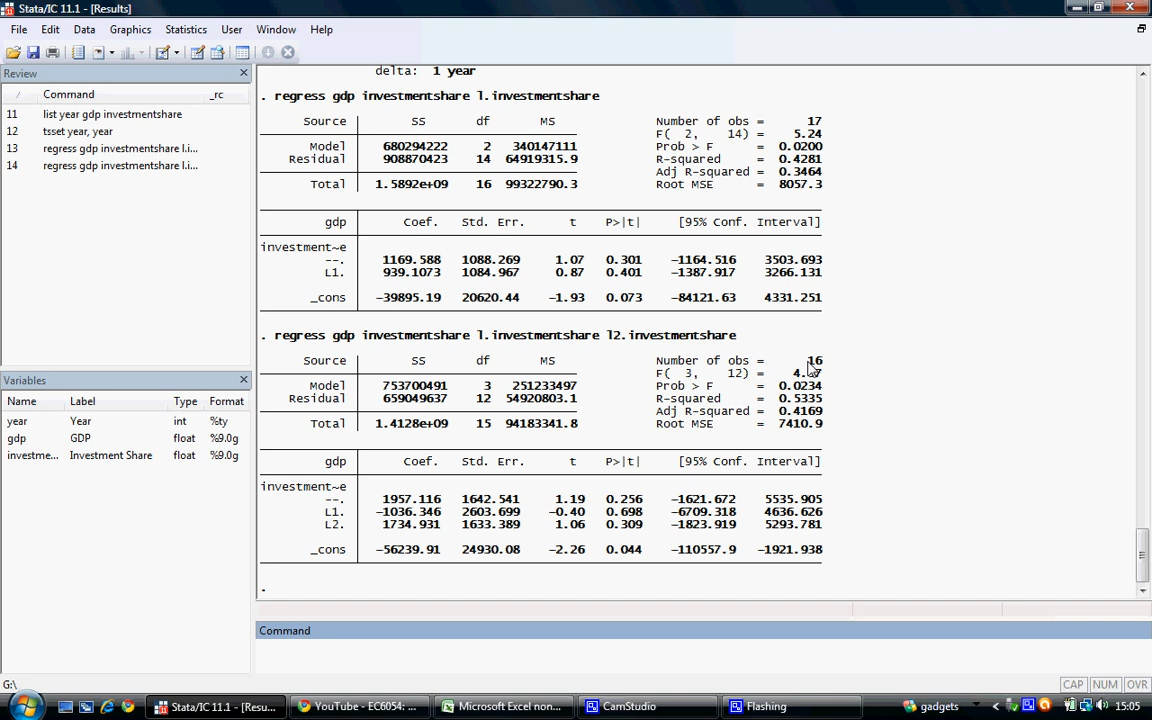 Stata/IC 11.1 - [Results]
File Edit Data Graphics Statistics User Window Help
Review
Command _rc
11 list year gdp investmentshare
12 tsset year, year
13 regress gdp investmentshare l.i...
14 regress gdp investmentshare l.i...
Variables
Name Label Type Format
year Year int %ty
gdp GDP float %9.0g
investme... Investment Share float %9.0g
delta: 1 year
. regress gdp investmentshare l.investmentshare
Source SS df MS Number of obs = 17
F( 2, 14) = 5.24
Model 680294222 2 340147111 Prob > F = 0.0200
Residual 908870423 14 64919315.9 R-squared = 0.4281
Adj R-squared = 0.3464
Total 1.5892e+09 16 99322790.3 Root MSE = 8057.3
gdp Coef. Std. Err. t P>|t| [95% Conf. Interval]
investment~e
--. 1169.588 1088.269 1.07 0.301 -1164.516 3503.693
L1. 939.1073 1084.967 0.87 0.401 -1387.917 3266.131
_cons -39895.19 20620.44 -1.93 0.073 -84121.63 4331.251
. regress gdp investmentshare l.investmentshare l2.investmentshare
Source SS df MS Number of obs = 16
F( 3, 12) =
Model 753700491 3 251233497 Prob > F = 0.0234
Residual 659049637 12 54920803.1 R-squared = 0.5335
Adj R-squared = 0.4169
Total 1.4128e+09 15 94183341.8 Root MSE = 7410.9
gdp Coef. Std. Err. t P>|t| [95% Conf. Interval]
investment~e
--. 1957.116 1642.541 1.19 0.256 -1621.672 5535.905
L1. -1036.346 2603.699 -0.40 0.698 -6709.318 4636.626
L2. 1734.931 1633.389 1.06 0.309 -1823.919 5293.781
_cons -56239.91 24930.08 -2.26 0.044 -110557.9 -1921.938
.
Command
G:\ CAP NUM OVR
Stata/IC 11.1 - [Resu... YouTube - EC6054: ... Microsoft Excel non... CamStudio Flashing gadgets 15:05